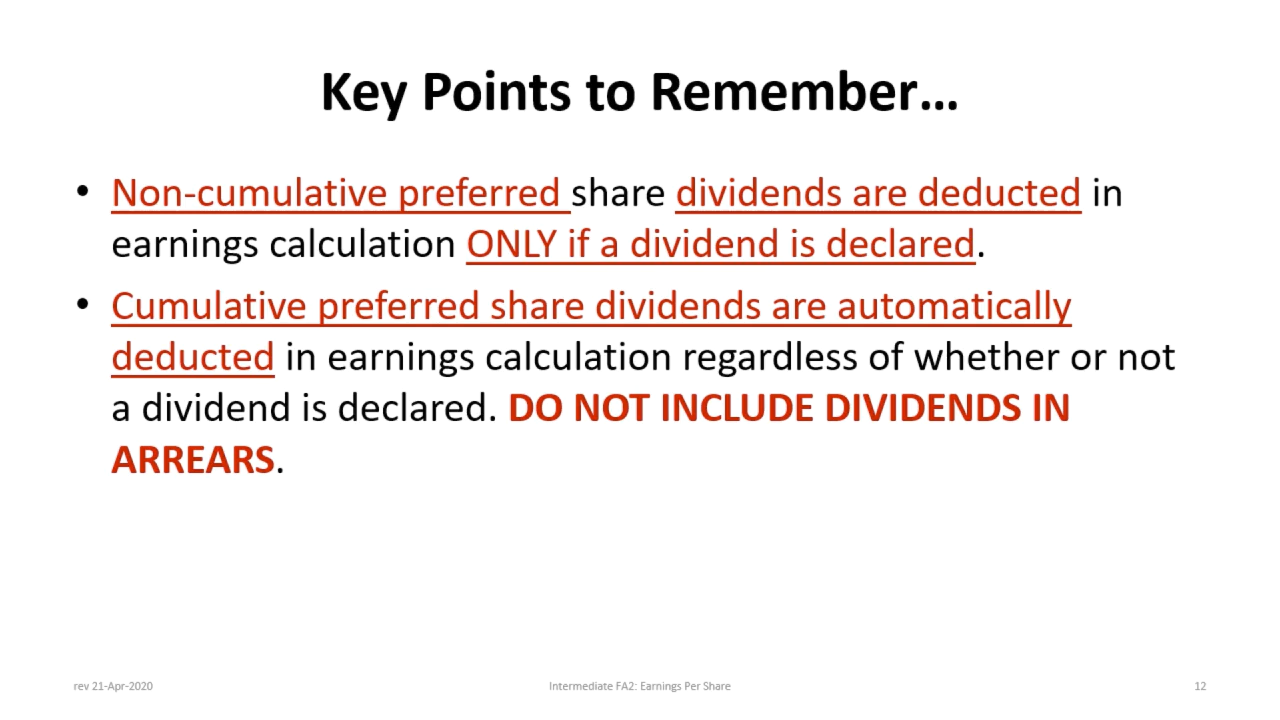 Key Points to Remember...
• Non-cumulative preferred share dividends are deducted in
earnings calculation ONLY if a dividend is declared.
• Cumulative preferred share dividends are automatically
deducted in earnings calculation regardless of whether or not
a dividend is declared. DO NOT INCLUDE DIVIDENDS IN
ARREARS.
rev 21-Apr-2020
Intermediate FA2: Earnings Per Share
12